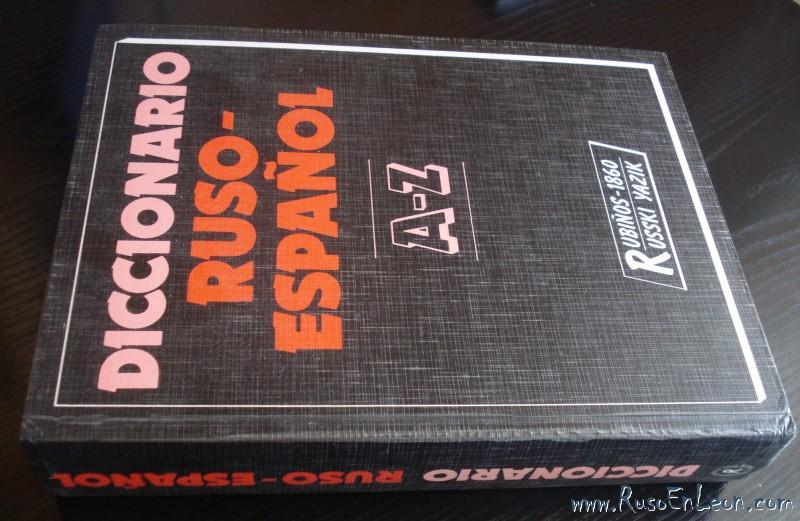 DICCIONARIO
RUSO-
ESPAÑOL
A-Z
RUBIÑOS-1860
RUSSKI YAZIK
DICCIONARIO RUSO-ESPAÑOL
www.RusoEnLeon.com